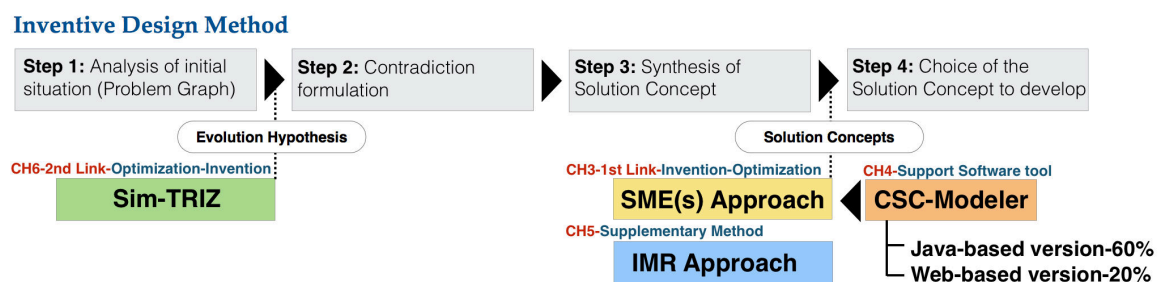 Inventive Design Method
Step 1: Analysis of initial
situation (Problem Graph)
Step 2: Contradiction
formulation
Step 3: Synthesis of
Solution Concept
Step 4: Choice of the
Solution Concept to develop
Evolution Hypothesis
Solution Concepts
CH6-2nd Link-Optimization-Invention
Sim-TRIZ
CH3-1st Link-Invention-Optimization
SME(s) Approach
CH4-Support Software tool
CSC-Modeler
CH5-Supplementary Method
IMR Approach
Java-based version-60%
Web-based version-20%